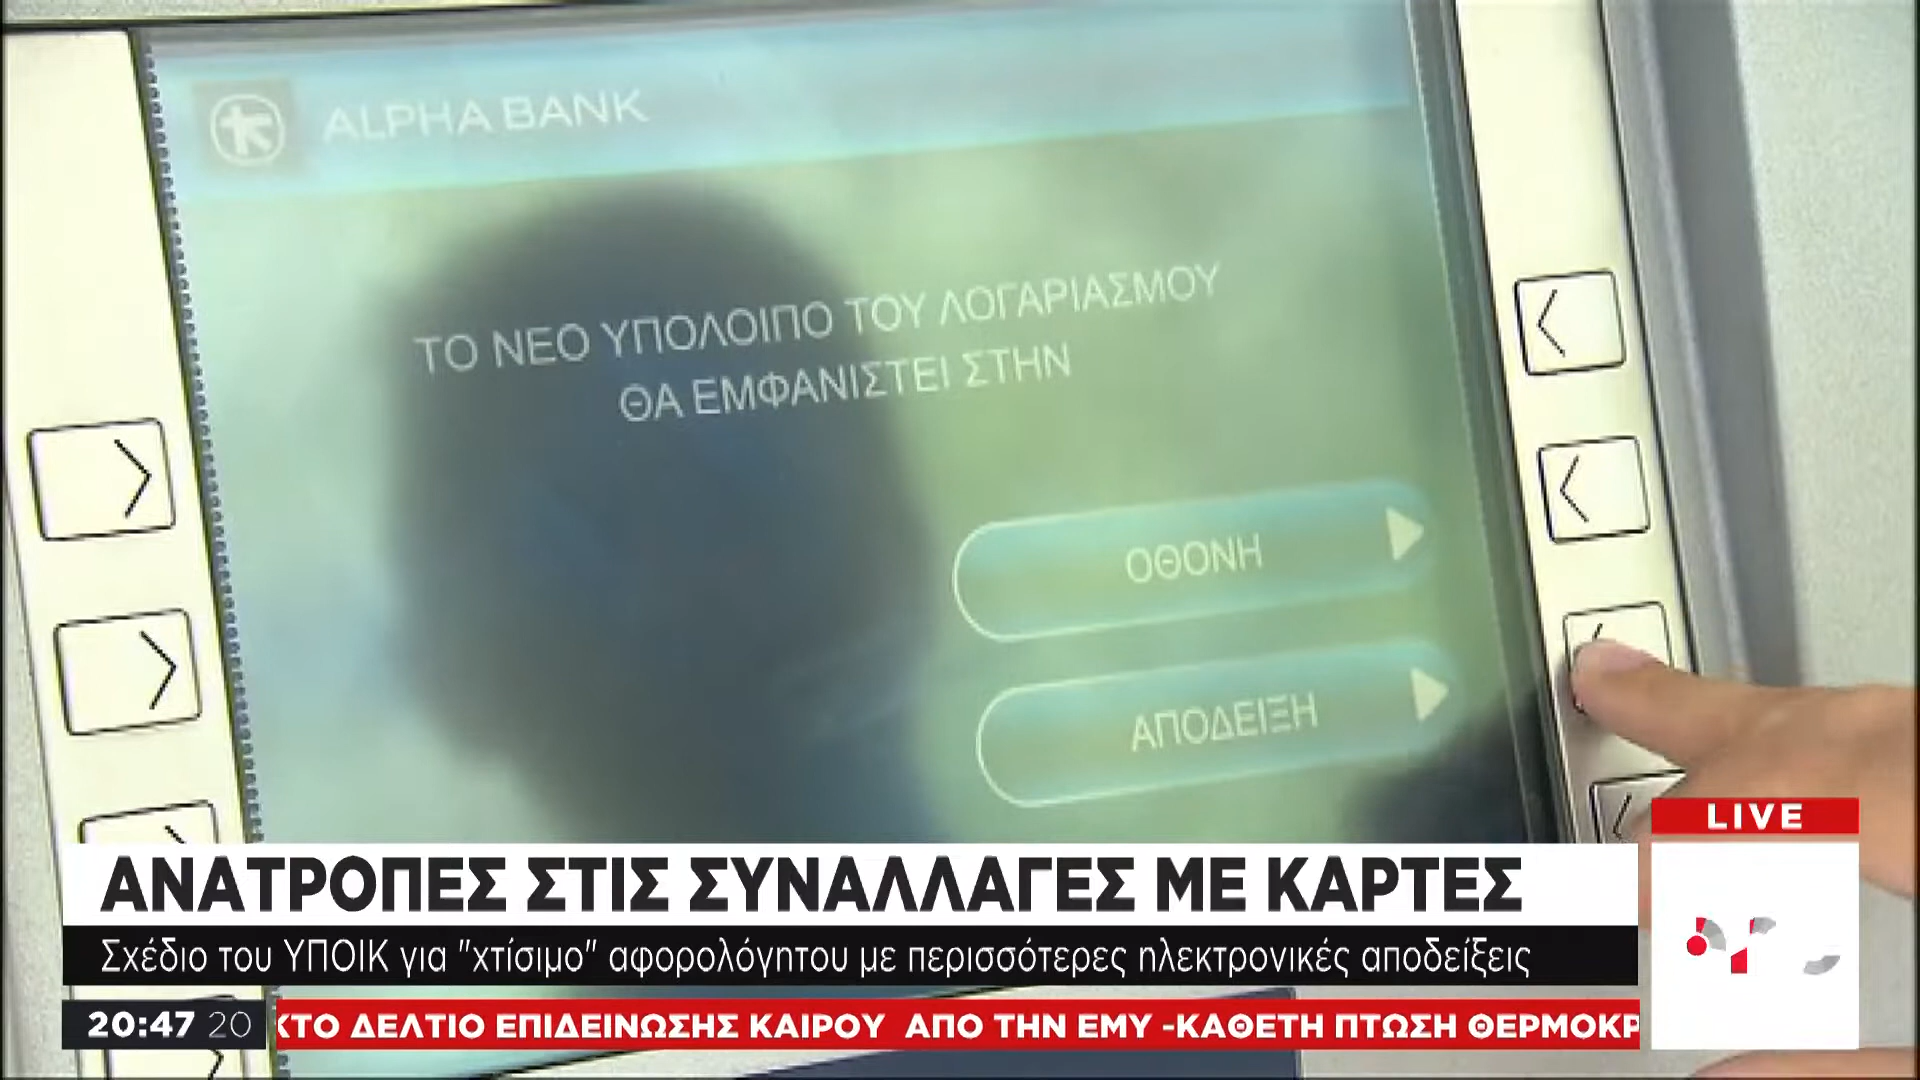 ALPHA BANK
ΤΟ ΝΕΟ ΥΠΟΛΟΙΠΟ ΤΟΥ ΛΟΓΑΡΙΑΣΜΟΥ
ΘΑ ΕΜΦΑΝΙΣΤΕΙ ΣΤΗΝ
ΟΘΟΝΗ
ΑΠΟΔΕΙΞΗ
LIVE
ΑΝΑΤΡΟΠΕΣ ΣΤΙΣ ΣΥΝΑΛΛΑΓΕΣ ΜΕ ΚΑΡΤΕΣ
Σχέδιο του ΥΠΟΙΚ για "χτίσιμο" αφορολόγητου με περισσότερες ηλεκτρονικές αποδείξεις
20:47 20
ΚΤΟ ΔΕΛΤΙΟ ΕΠΙΔΕΙΝΩΣΗΣ ΚΑΙΡΟΥ ΑΠΟ ΤΗΝ ΕΜΥ -ΚΑΘΕΤΗ ΠΤΩΣΗ ΘΕΡΜΟΚΡ